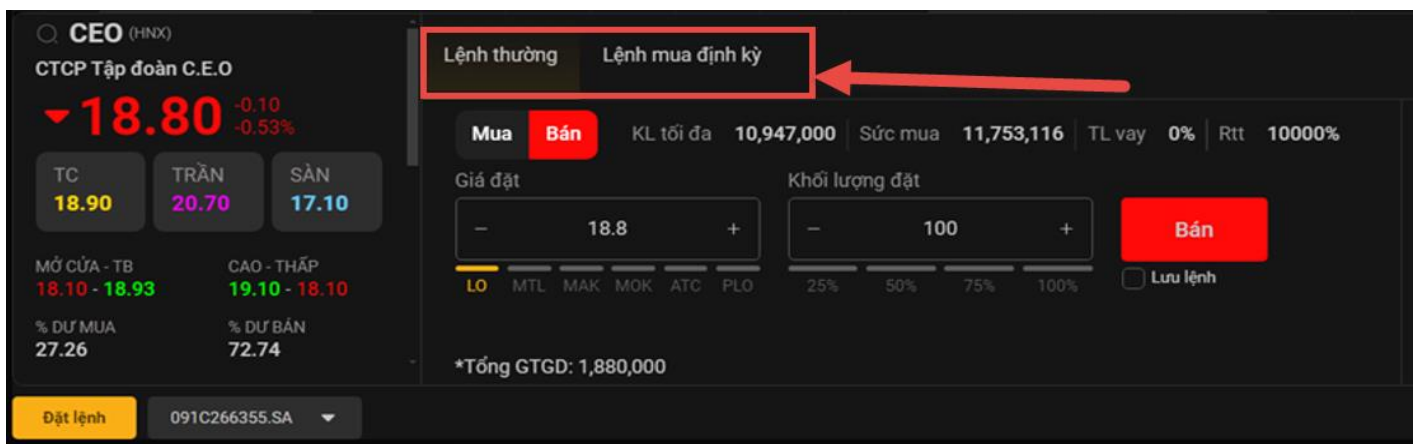 CEO (HNX)
CTCP Tập đoàn C.E.O
18.80 -0.10
-0.53%
TC TRẦN SÀN
18.90 20.70 17.10
MỞ CỬA - TB CAO - THẤP
18.10 - 18.93 19.10 - 18.10
% DƯ MUA % DƯ BÁN
27.26 72.74
Lệnh thường Lệnh mua định kỳ
Mua Bán KL tối đa 10,947,000 Sức mua 11,753,116 TL vay 0% Rtt 10000%
Giá đặt Khối lượng đặt
− 18.8 + − 100 + Bán
LO MTL MAK MOK ATC PLO 25% 50% 75% 100% Lưu lệnh
*Tổng GTGD: 1,880,000
Đặt lệnh 091C266355.SA